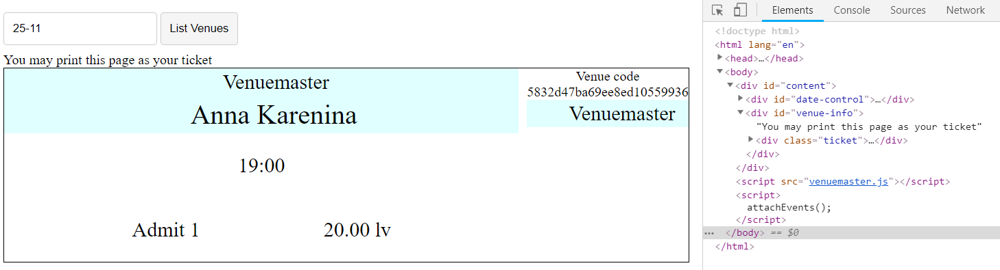 25-11
List Venues
You may print this page as your ticket
Venuemaster
Anna Karenina
19:00
Admit 1
20.00 lv
Venue code
5832d47ba69ee8ed10559936
Venuemaster
Elements Console Sources Network
<!doctype html>
<html lang="en">
<head>…</head>
<body>
<div id="content">
<div id="date-control">…</div>
<div id="venue-info">
"You may print this page as your ticket"
<div class="ticket">…</div>
</div>
</div>
<script src="venuemaster.js"></script>
<script>
attachEvents();
</script>
… </body> == $0
</html>